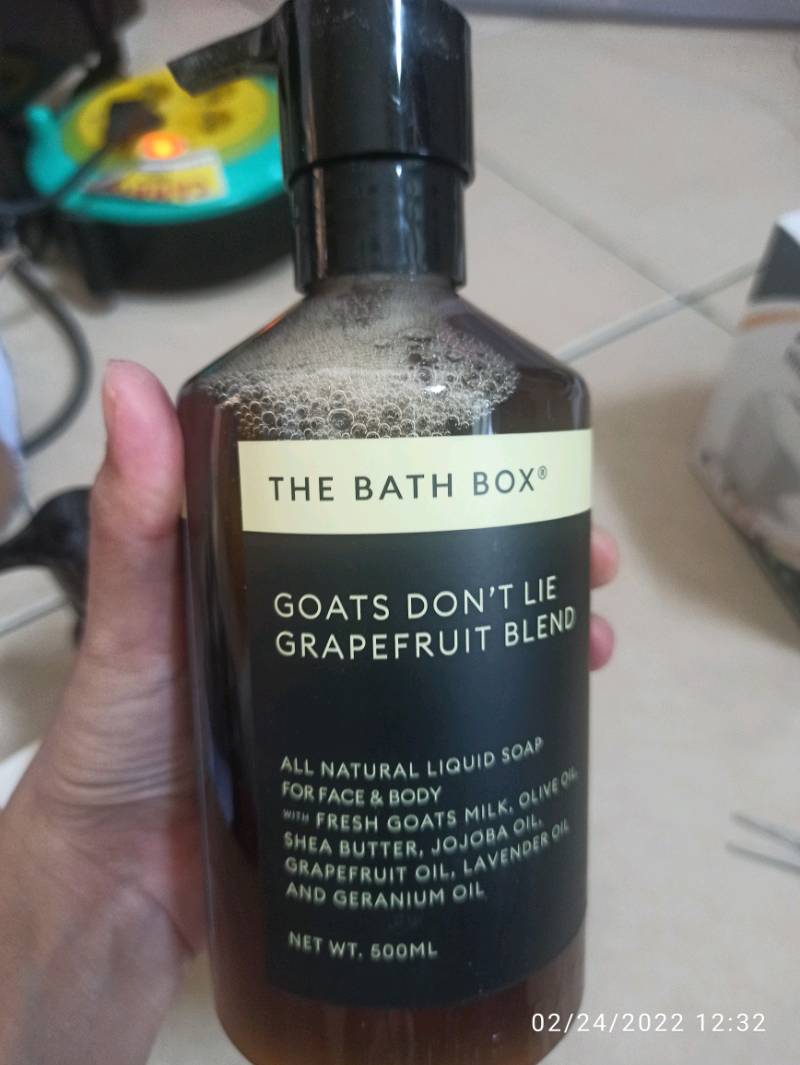 THE BATH BOX®
GOATS DON'T LIE
GRAPEFRUIT BLEND
ALL NATURAL LIQUID SOAP
FOR FACE & BODY
WITH FRESH GOATS MILK, OLIVE OIL,
SHEA BUTTER, JOJOBA OIL,
GRAPEFRUIT OIL, LAVENDER OIL
AND GERANIUM OIL
NET WT. 500ML
02/24/2022 12:32